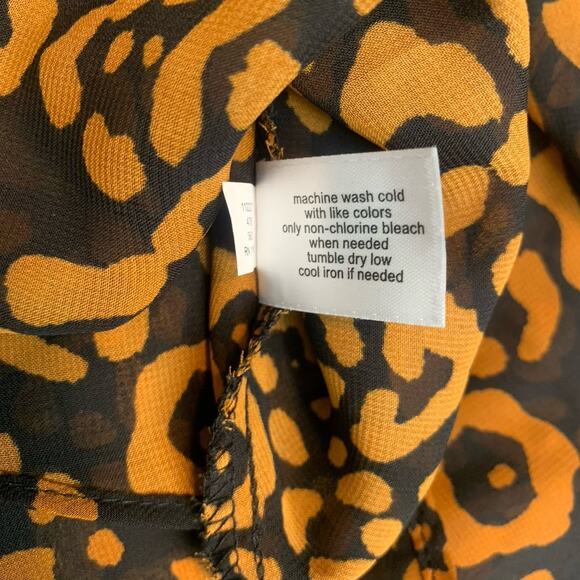 machine wash cold
with like colors
only non-chlorine bleach
when needed
tumble dry low
cool iron if needed